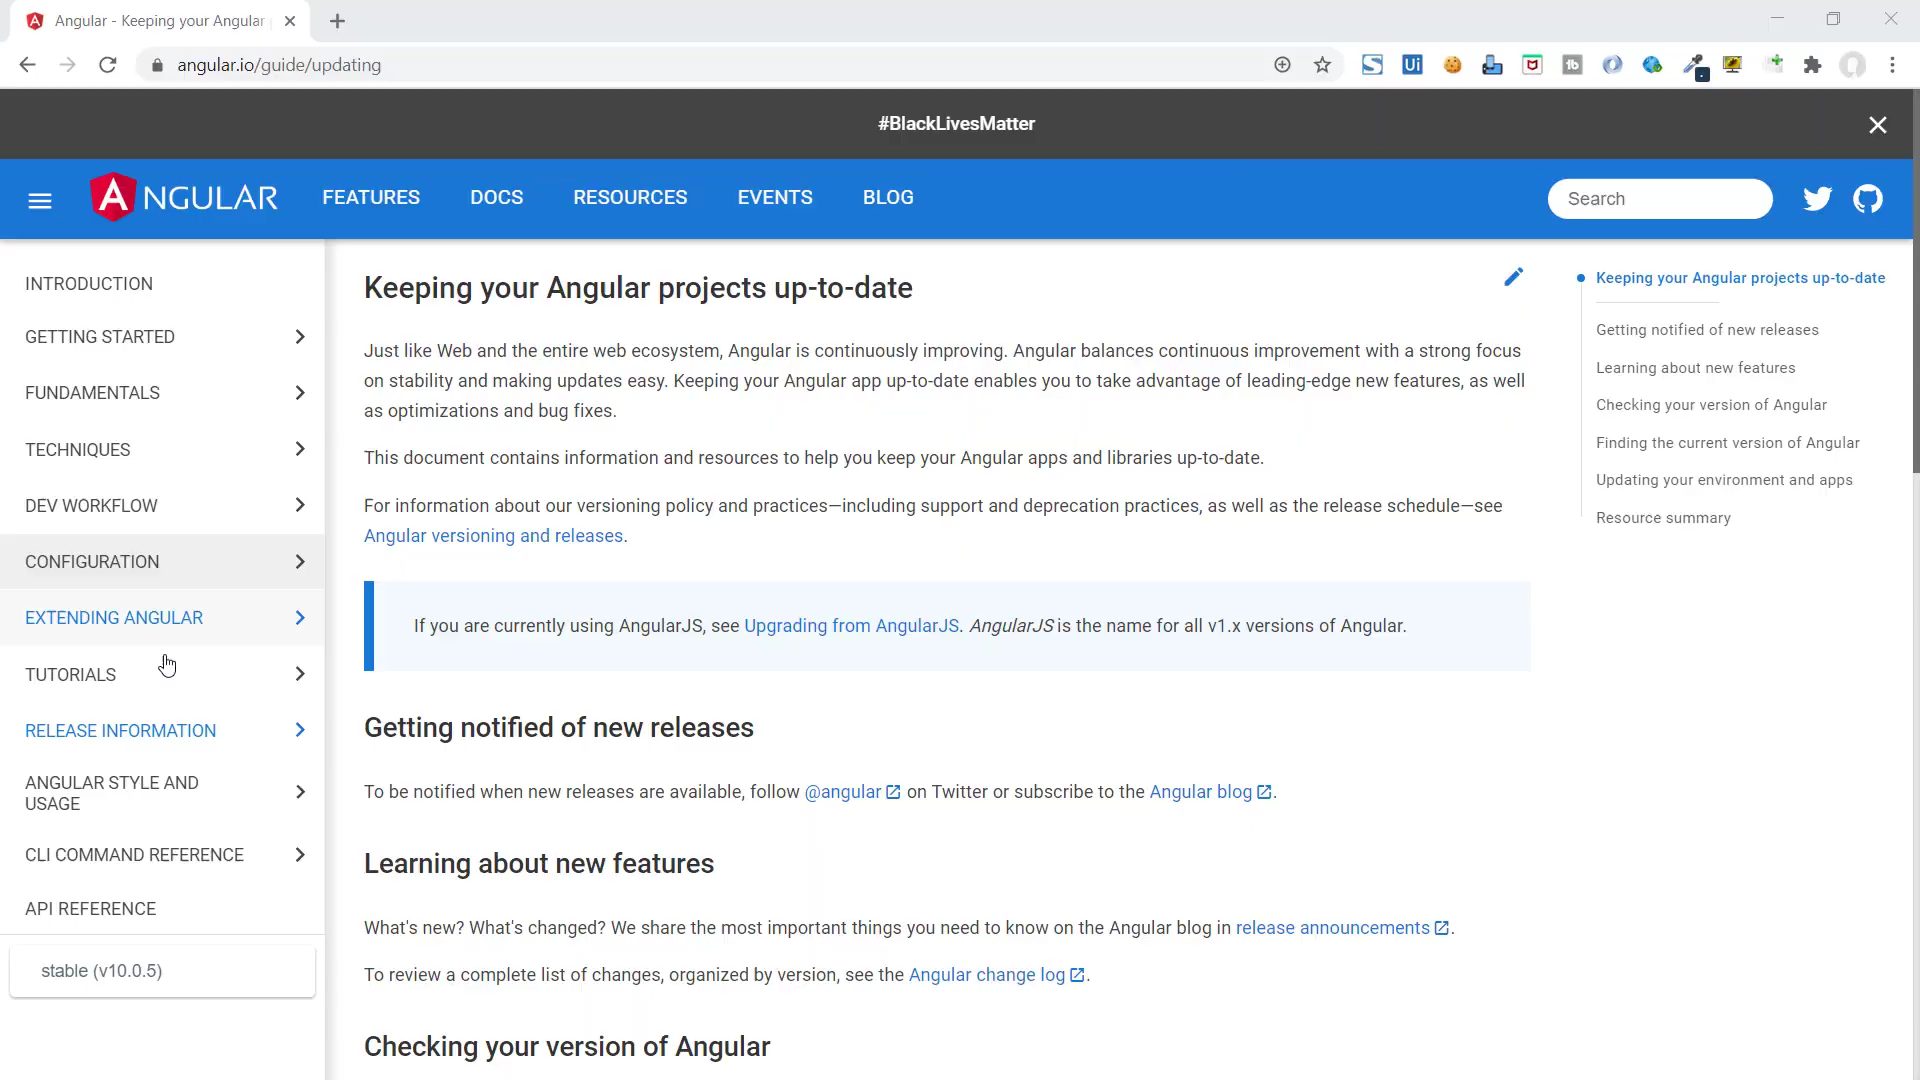 Angular - Keeping your Angular
angular.io/guide/updating
#BlackLivesMatter
ANGULAR
FEATURES
DOCS
RESOURCES
EVENTS
BLOG
Search
INTRODUCTION
GETTING STARTED
FUNDAMENTALS
TECHNIQUES
DEV WORKFLOW
CONFIGURATION
EXTENDING ANGULAR
TUTORIALS
RELEASE INFORMATION
ANGULAR STYLE AND
USAGE
CLI COMMAND REFERENCE
API REFERENCE
stable (v10.0.5)
Keeping your Angular projects up-to-date
Just like Web and the entire web ecosystem, Angular is continuously improving. Angular balances continuous improvement with a strong focus
on stability and making updates easy. Keeping your Angular app up-to-date enables you to take advantage of leading-edge new features, as well
as optimizations and bug fixes.
This document contains information and resources to help you keep your Angular apps and libraries up-to-date.
For information about our versioning policy and practices—including support and deprecation practices, as well as the release schedule—see
Angular versioning and releases.
If you are currently using AngularJS, see Upgrading from AngularJS. AngularJS is the name for all v1.x versions of Angular.
Getting notified of new releases
To be notified when new releases are available, follow @angular on Twitter or subscribe to the Angular blog.
Learning about new features
What's new? What's changed? We share the most important things you need to know on the Angular blog in release announcements.
To review a complete list of changes, organized by version, see the Angular change log.
Checking your version of Angular
Keeping your Angular projects up-to-date
Getting notified of new releases
Learning about new features
Checking your version of Angular
Finding the current version of Angular
Updating your environment and apps
Resource summary